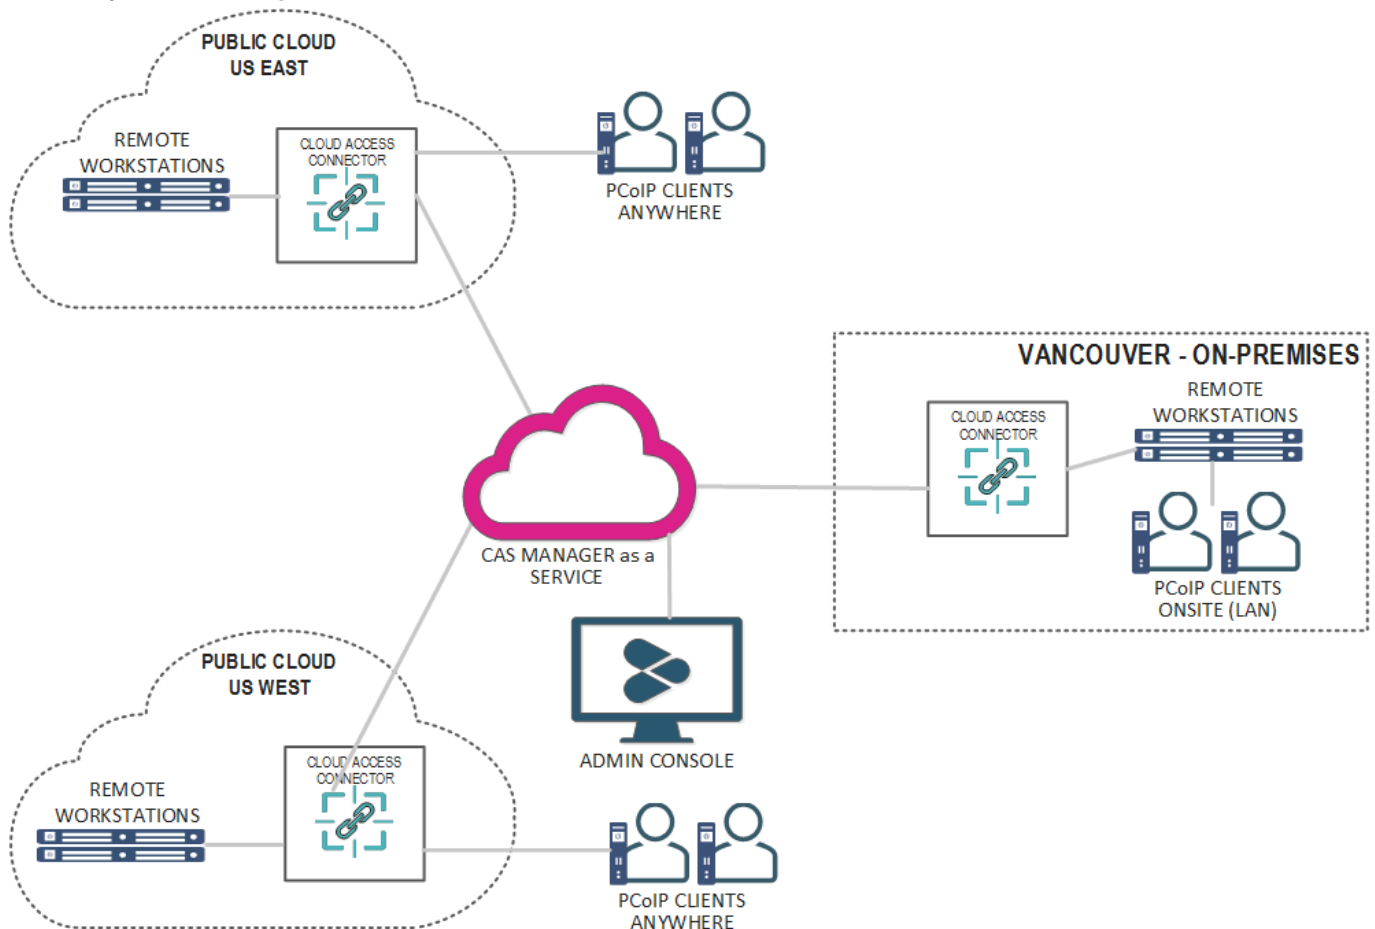 PUBLIC CLOUD
US EAST
REMOTE
WORKSTATIONS
CLOUD ACCESS
CONNECTOR
PCoIP CLIENTS
ANYWHERE
VANCOUVER - ON-PREMISES
CLOUD ACCESS
CONNECTOR
REMOTE
WORKSTATIONS
PCoIP CLIENTS
ONSITE (LAN)
CAS MANAGER as a
SERVICE
ADMIN CONSOLE
PUBLIC CLOUD
US WEST
REMOTE
WORKSTATIONS
CLOUD ACCESS
CONNECTOR
PCoIP CLIENTS
ANYWHERE